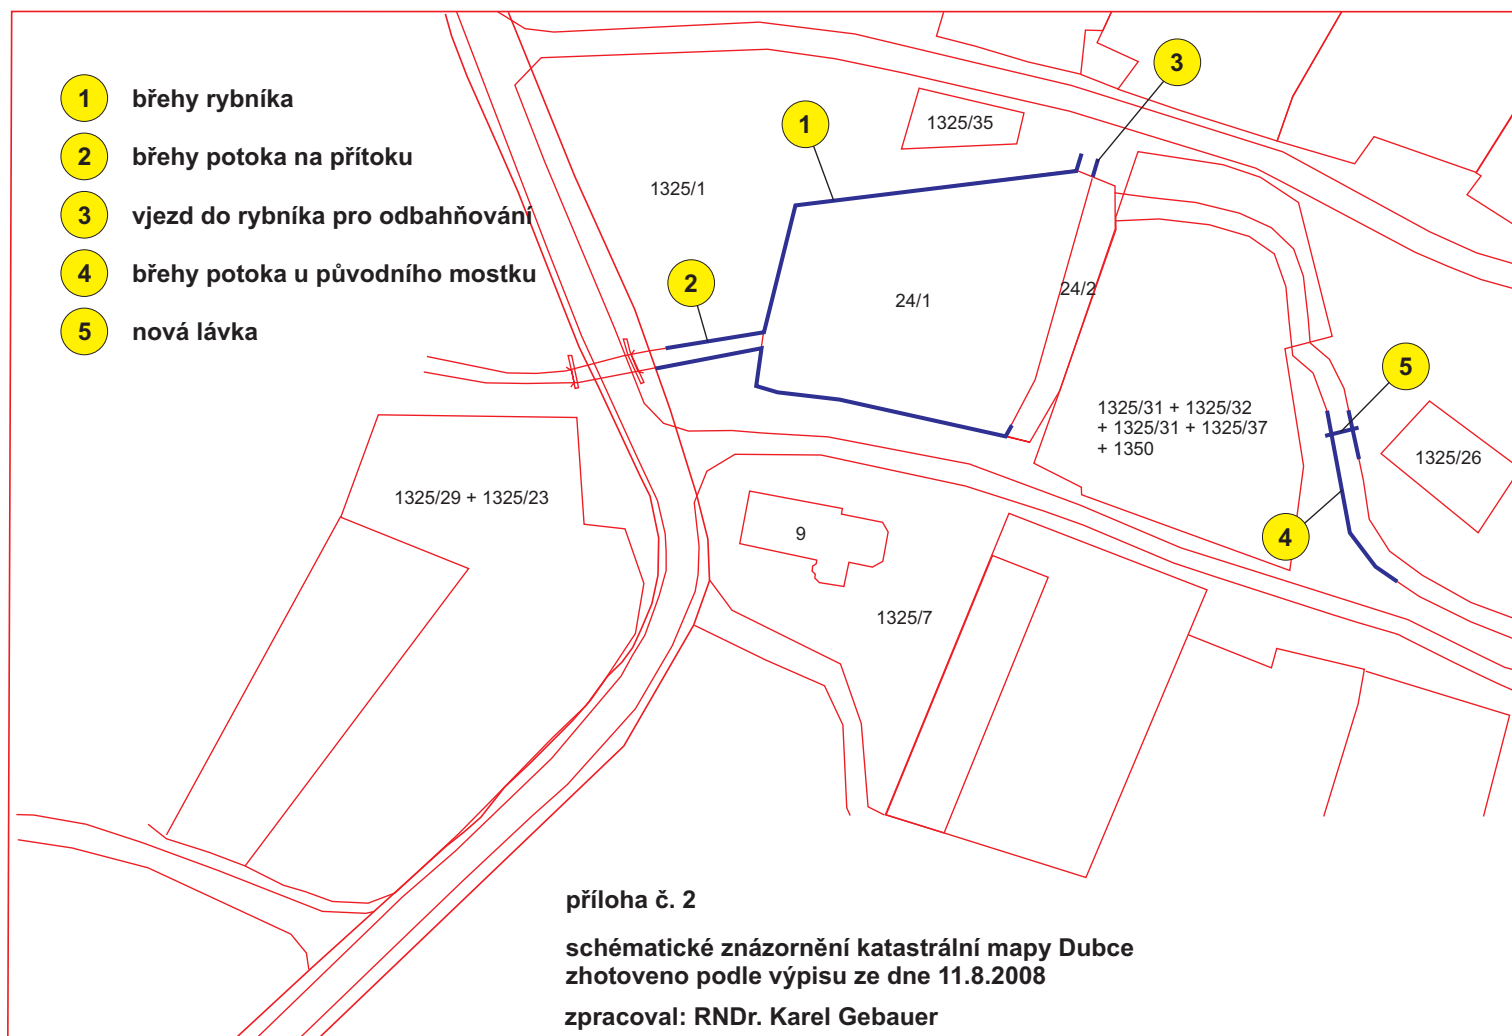 1 břehy rybníka
2 břehy potoka na přítoku
3 vjezd do rybníka pro odbahňování
4 břehy potoka u původního mostku
5 nová lávka
3
1
1325/35
1325/1
2
24/1
24/2
5
1325/31 + 1325/32
+ 1325/31 + 1325/37
+ 1350
1325/26
1325/29 + 1325/23
9
4
1325/7
příloha č. 2
schématické znázornění katastrální mapy Dubce
zhotoveno podle výpisu ze dne 11.8.2008
zpracoval: RNDr. Karel Gebauer